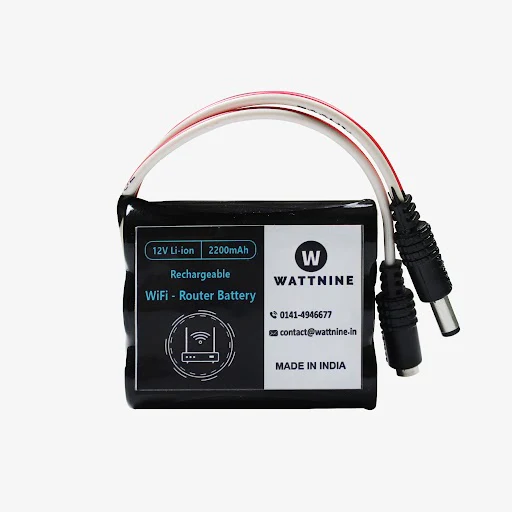 12V Li-ion 2200mAh
Rechargeable
WiFi - Router Battery
W
WATTNINE
0141-4946677
contact@wattnine.in
MADE IN INDIA